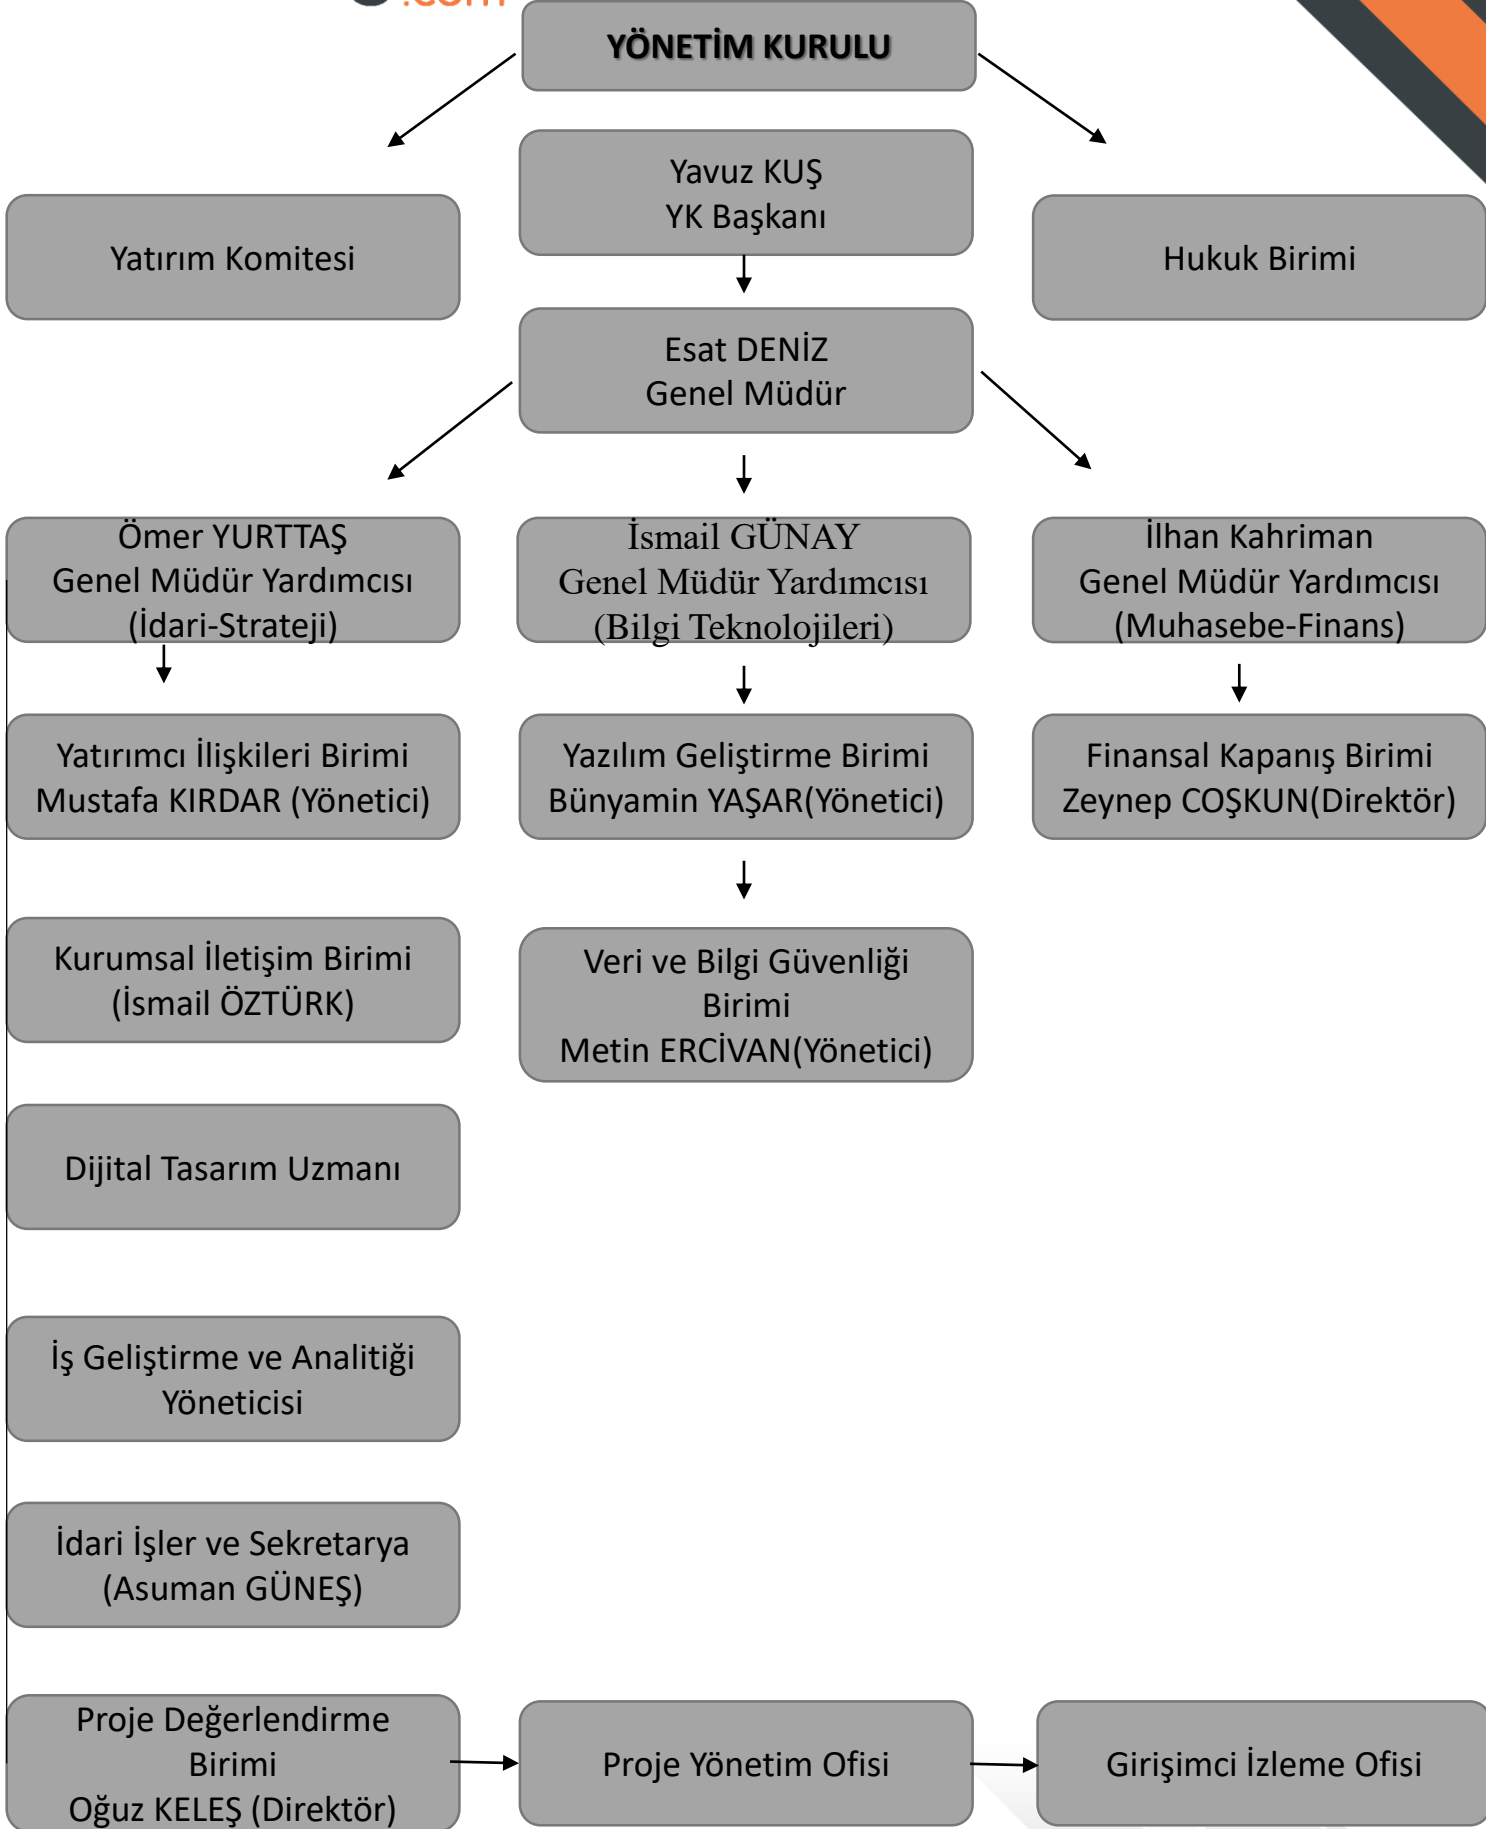 .com
YÖNETİM KURULU
Yavuz KUŞ
YK Başkanı
Yatırım Komitesi
Hukuk Birimi
Esat DENİZ
Genel Müdür
Ömer YURTTAŞ
Genel Müdür Yardımcısı
(İdari-Strateji)
İsmail GÜNAY
Genel Müdür Yardımcısı
(Bilgi Teknolojileri)
İlhan Kahriman
Genel Müdür Yardımcısı
(Muhasebe-Finans)
Yatırımcı İlişkileri Birimi
Mustafa KIRDAR (Yönetici)
Yazılım Geliştirme Birimi
Bünyamin YAŞAR(Yönetici)
Finansal Kapanış Birimi
Zeynep COŞKUN(Direktör)
Kurumsal İletişim Birimi
(İsmail ÖZTÜRK)
Veri ve Bilgi Güvenliği
Birimi
Metin ERCİVAN(Yönetici)
Dijital Tasarım Uzmanı
İş Geliştirme ve Analitiği
Yöneticisi
İdari İşler ve Sekretarya
(Asuman GÜNEŞ)
Proje Değerlendirme
Birimi
Oğuz KELEŞ (Direktör)
Proje Yönetim Ofisi
Girişimci İzleme Ofisi